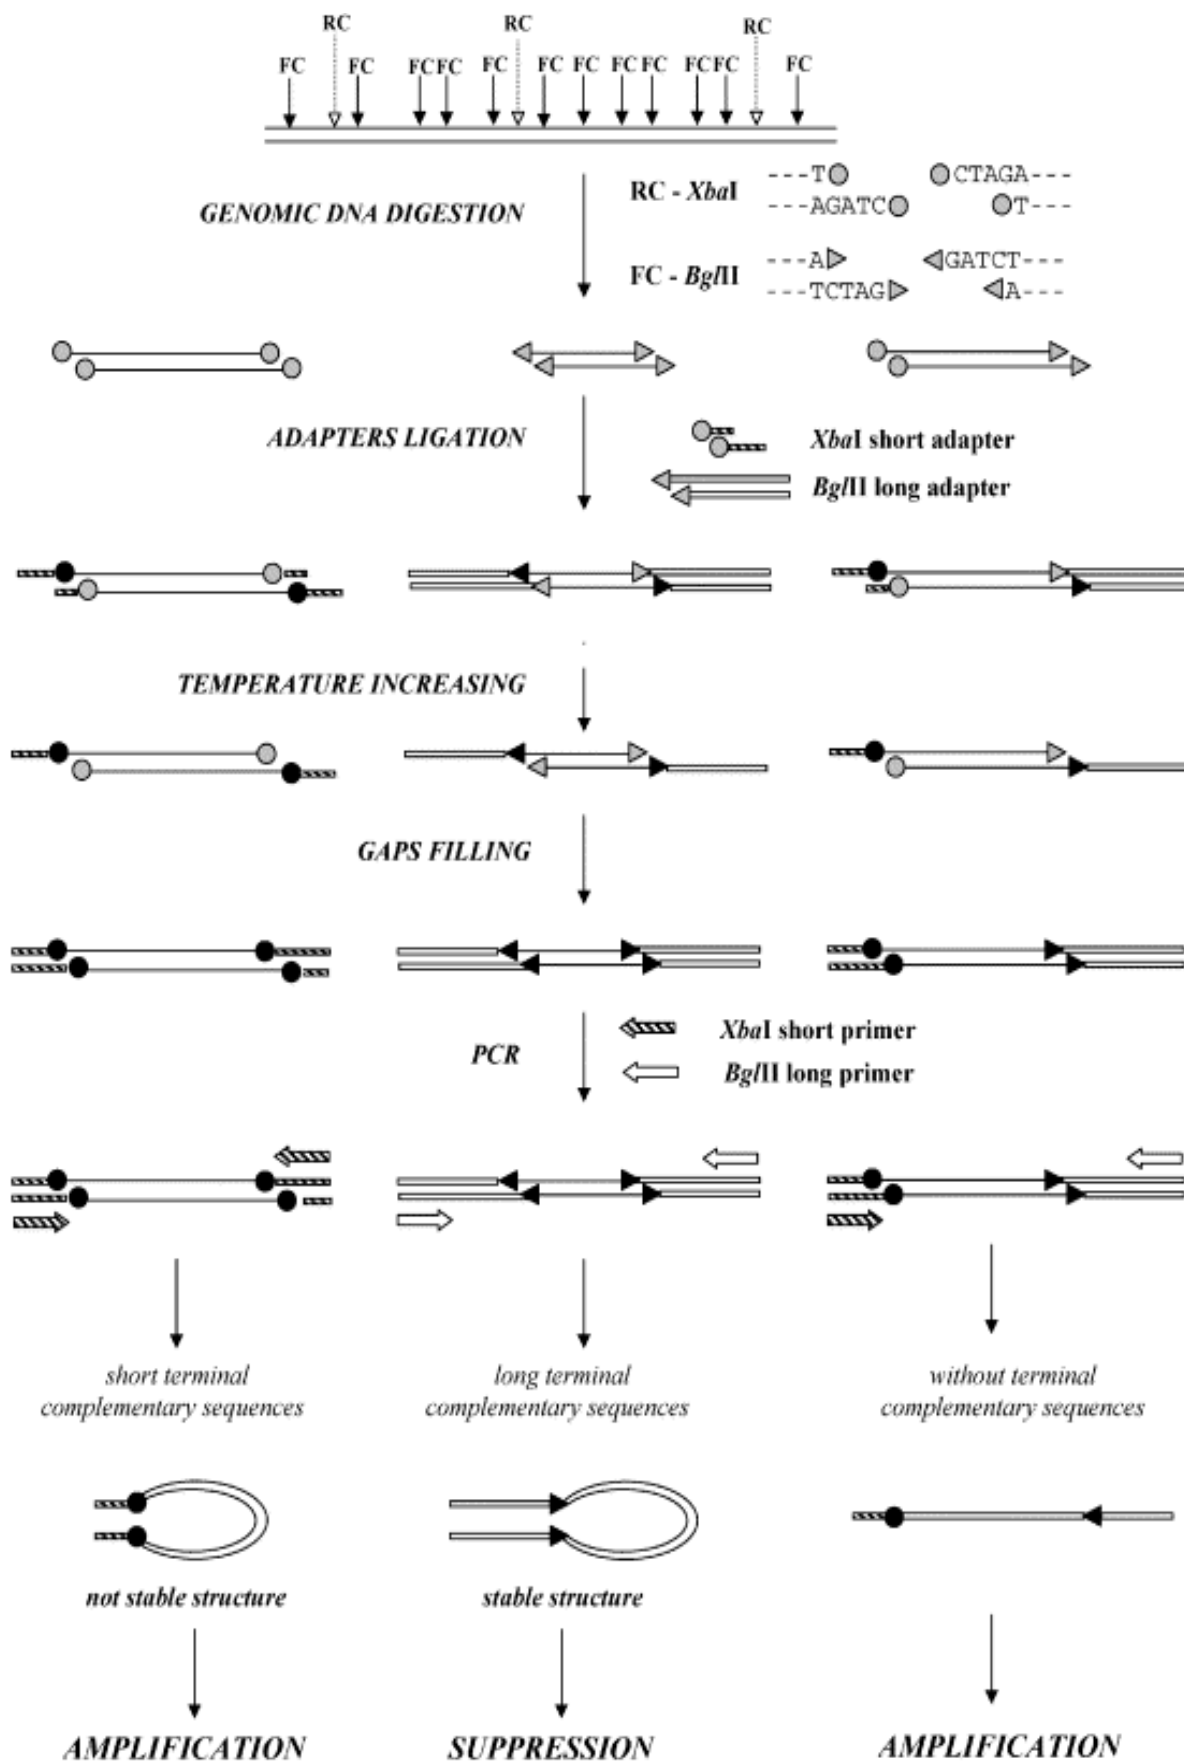 RC RC RC
FC FC FC FC FC FC FC FC FC FC FC FC
GENOMIC DNA DIGESTION
RC - XbaI
---T CTAGA---
---AGATC T---
FC - BglII
---A GATCT---
---TCTAG A---
ADAPTERS LIGATION
XbaI short adapter
BglII long adapter
TEMPERATURE INCREASING
GAPS FILLING
PCR
XbaI short primer
BglII long primer
short terminal
complementary sequences
long terminal
complementary sequences
without terminal
complementary sequences
not stable structure
stable structure
AMPLIFICATION
SUPPRESSION
AMPLIFICATION